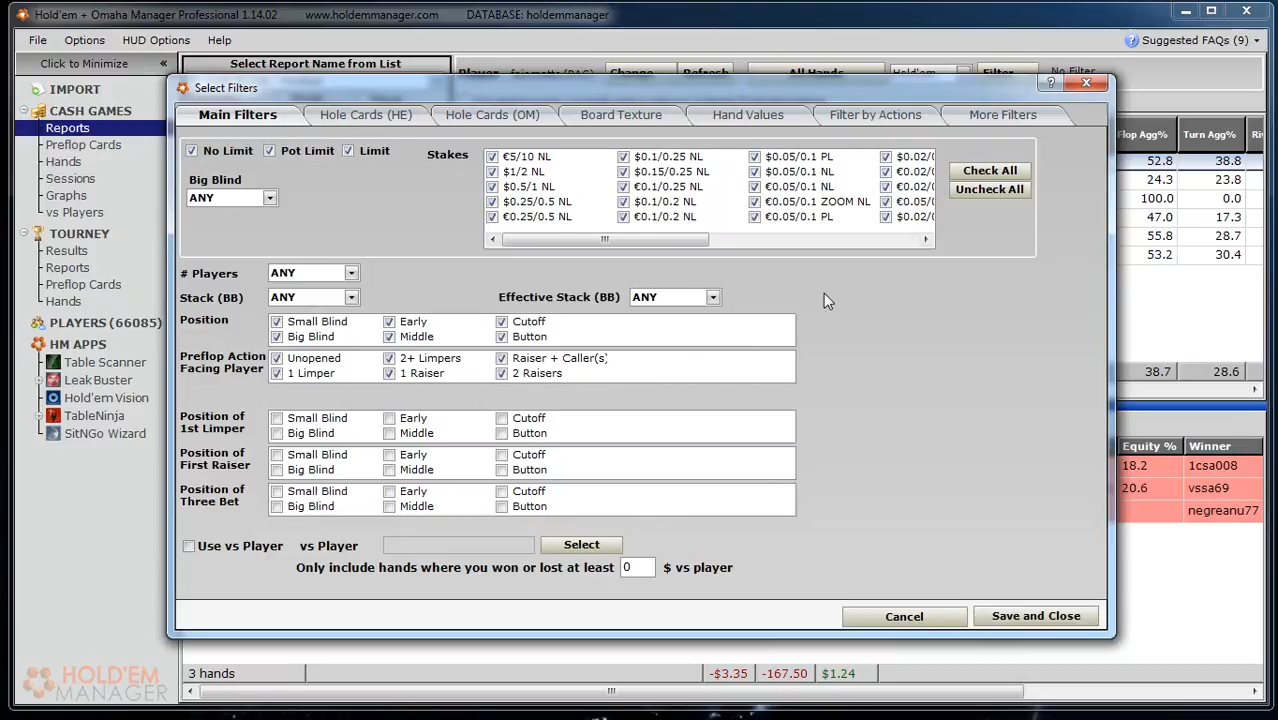 Hold'em + Omaha Manager Professional 1.14.02 www.holdemmanager.com DATABASE: holdemmanager
File Options HUD Options Help Suggested FAQs (9)
Click to Minimize « Select Report Name from List
Select Filters
IMPORT
CASH GAMES
Reports
Preflop Cards
Hands
Sessions
Graphs
vs Players
TOURNEY
Results
Reports
Preflop Cards
Hands
PLAYERS (66085)
HM APPS
Table Scanner
LeakBuster
Hold'em Vision
TableNinja
SitNGo Wizard
HOLD'EM
MANAGER
Main Filters Hole Cards (HE) Hole Cards (OM) Board Texture Hand Values Filter by Actions More Filters
No Limit Pot Limit Limit
Big Blind
ANY
Stakes
€5/10 NL $0.1/0.25 NL $0.05/0.1 PL $0.02/0
$1/2 NL $0.15/0.25 NL $0.05/0.1 NL €0.02/0
$0.5/1 NL €0.1/0.25 NL €0.05/0.1 NL €0.02/0
$0.25/0.5 NL $0.1/0.2 NL €0.05/0.1 ZOOM NL €0.05/0
€0.25/0.5 NL €0.1/0.2 NL €0.05/0.1 PL $0.02/0
Check All
Uncheck All
# Players ANY
Stack (BB) ANY Effective Stack (BB) ANY
Position Small Blind Early Cutoff
Big Blind Middle Button
Preflop Action Unopened 2+ Limpers Raiser + Caller(s)
Facing Player 1 Limper 1 Raiser 2 Raisers
Position of Small Blind Early Cutoff
1st Limper Big Blind Middle Button
Position of Small Blind Early Cutoff
First Raiser Big Blind Middle Button
Position of Small Blind Early Cutoff
Three Bet Big Blind Middle Button
Use vs Player vs Player Select
Only include hands where you won or lost at least 0 $ vs player
Cancel Save and Close
Flop Agg% Turn Agg%
52.8 38.8
24.3 23.8
100.0 0.0
47.0 17.3
55.8 28.7
53.2 30.4
38.7 28.6
Equity % Winner
18.2 1csa008
20.6 vssa69
negreanu77
3 hands -$3.35 -167.50 $1.24